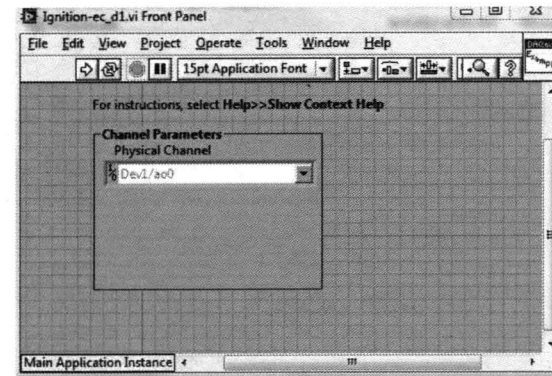 Ignition-ec_d1.vi Front Panel
File Edit View Project Operate Tools Window Help
15pt Application Font
For instructions, select Help>>Show Context Help
Channel Parameters
Physical Channel
Dev1/ao0
Main Application Instance